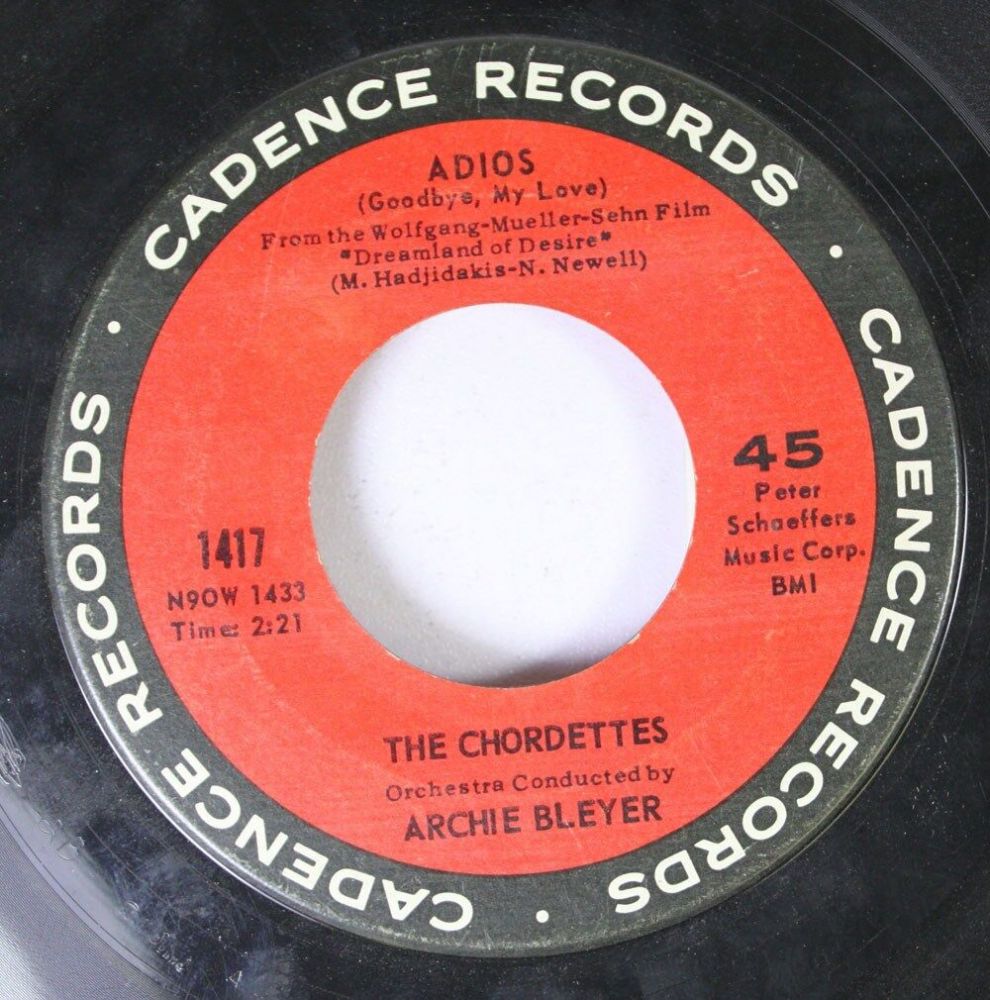 CADENCE RECORDS · CADENCE RECORDS · CADENCE RECORDS ·
ADIOS
(Goodbye, My Love)
From the Wolfgang-Mueller-Sehn Film
"Dreamland of Desire"
(M. Hadjidakis-N. Newell)
45
Peter
Schaeffers
Music Corp.
BMI
1417
N9OW 1433
Time: 2:21
THE CHORDETTES
Orchestra Conducted by
ARCHIE BLEYER